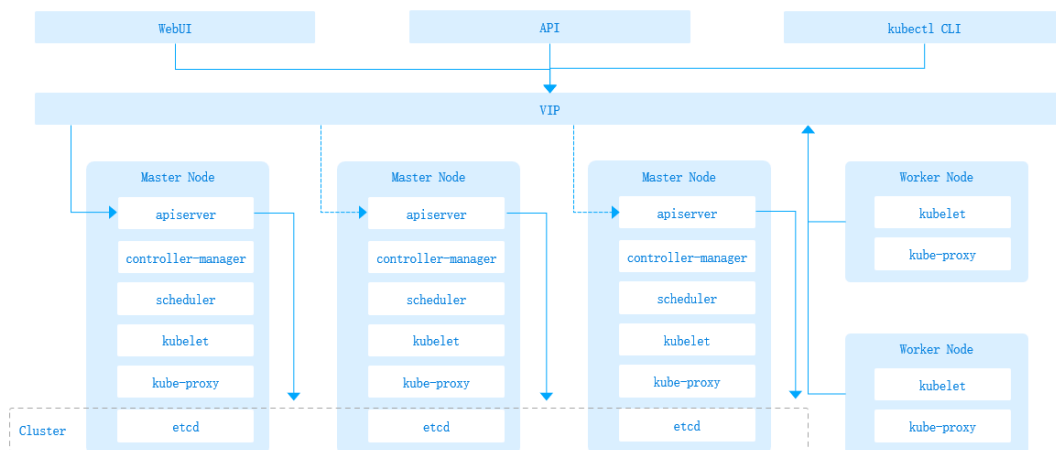 WebUI
API
kubectl CLI
VIP
Master Node
apiserver
controller-manager
scheduler
kubelet
kube-proxy
etcd
Master Node
apiserver
controller-manager
scheduler
kubelet
kube-proxy
etcd
Master Node
apiserver
controller-manager
scheduler
kubelet
kube-proxy
etcd
Worker Node
kubelet
kube-proxy
Worker Node
kubelet
kube-proxy
Cluster